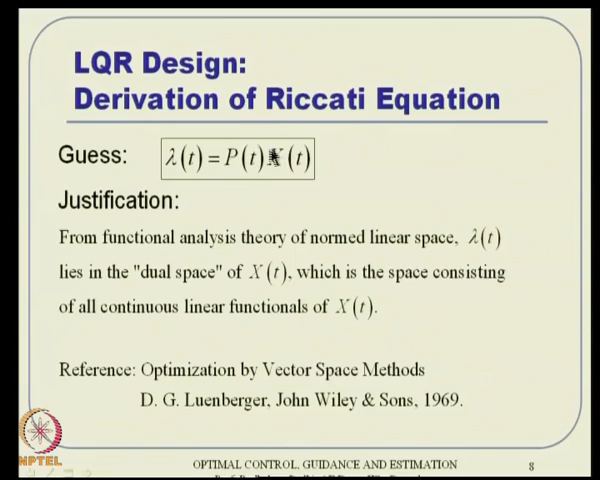 LQR Design:
Derivation of Riccati Equation
Guess: λ(t) = P(t)X(t)
Justification:
From functional analysis theory of normed linear space, λ(t)
lies in the "dual space" of X(t), which is the space consisting
of all continuous linear functionals of X(t).
Reference: Optimization by Vector Space Methods
D. G. Luenberger, John Wiley & Sons, 1969.
NPTEL
OPTIMAL CONTROL, GUIDANCE AND ESTIMATION
8